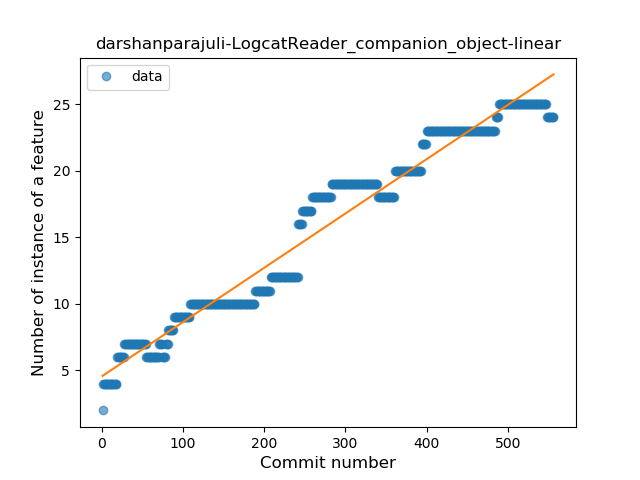 darshanparajuli-LogcatReader_companion_object-linear
data
Number of instance of a feature
25
20
15
10
5
0 100 200 300 400 500
Commit number